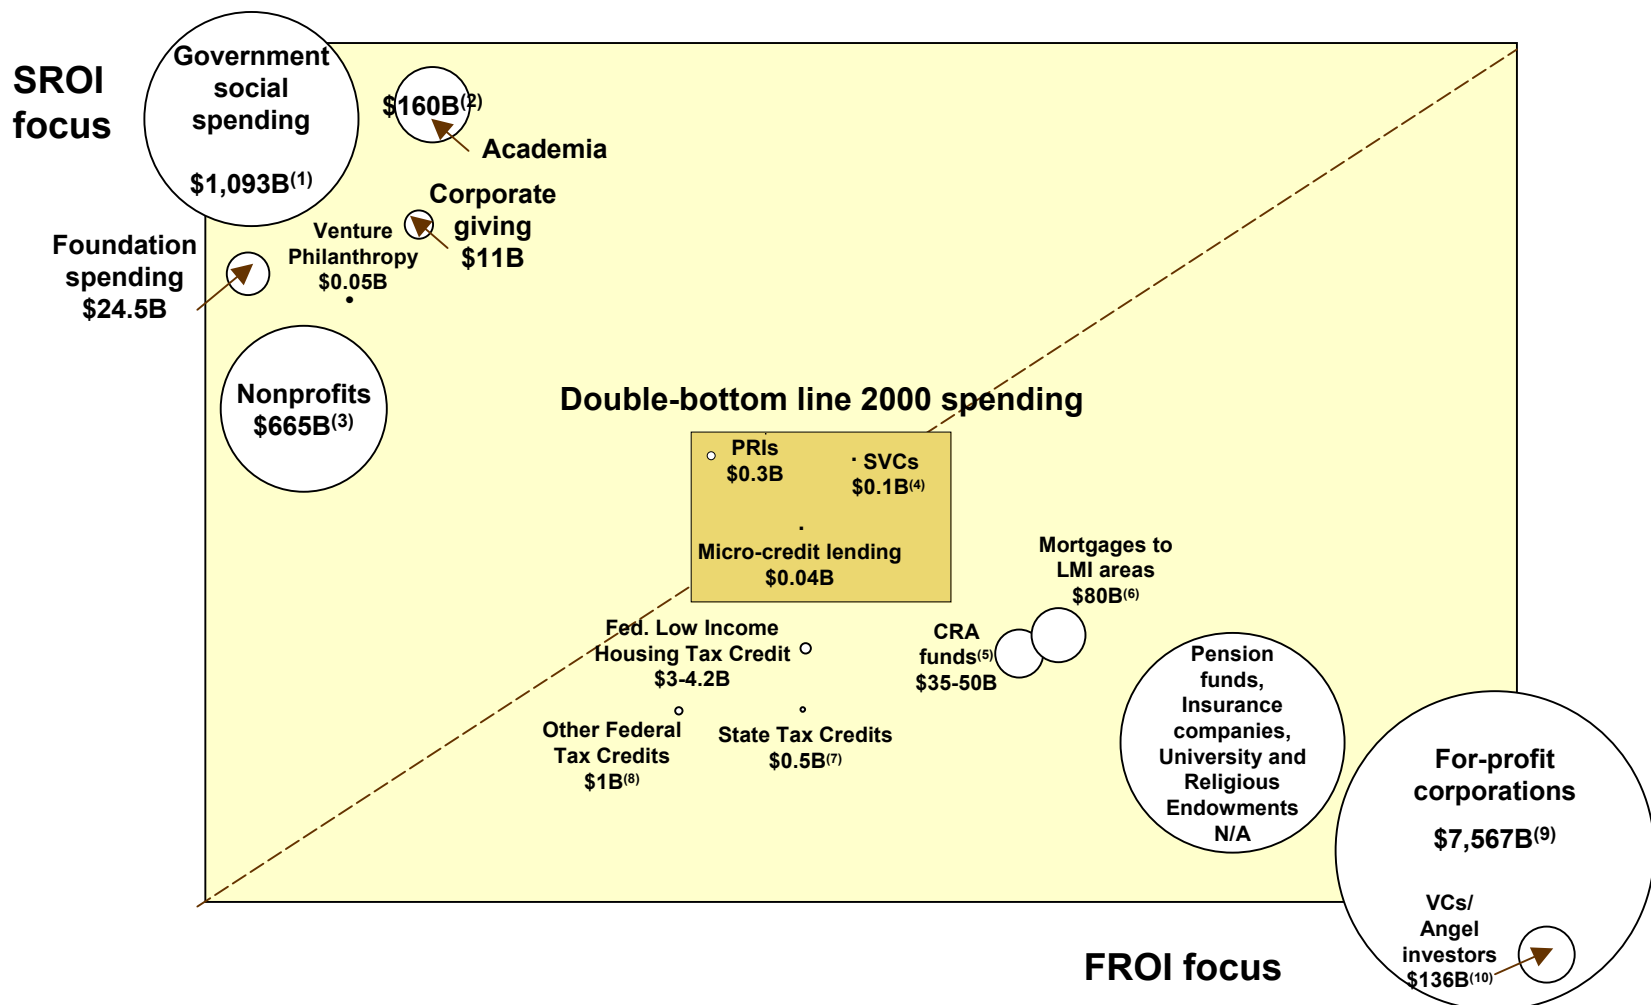 SROI
focus
Government
social
spending
$1,093B(1)
$160B(2)
Academia
Corporate
giving
$11B
Venture
Philanthropy
$0.05B
Foundation
spending
$24.5B
Nonprofits
$665B(3)
Double-bottom line 2000 spending
PRIs
$0.3B
SVCs
$0.1B(4)
Micro-credit lending
$0.04B
Mortgages to
LMI areas
$80B(6)
Fed. Low Income
Housing Tax Credit
$3-4.2B
CRA
funds(5)
$35-50B
Other Federal
Tax Credits
$1B(8)
State Tax Credits
$0.5B(7)
Pension
funds,
Insurance
companies,
University and
Religious
Endowments
N/A
For-profit
corporations
$7,567B(9)
VCs/
Angel
investors
$136B(10)
FROI focus